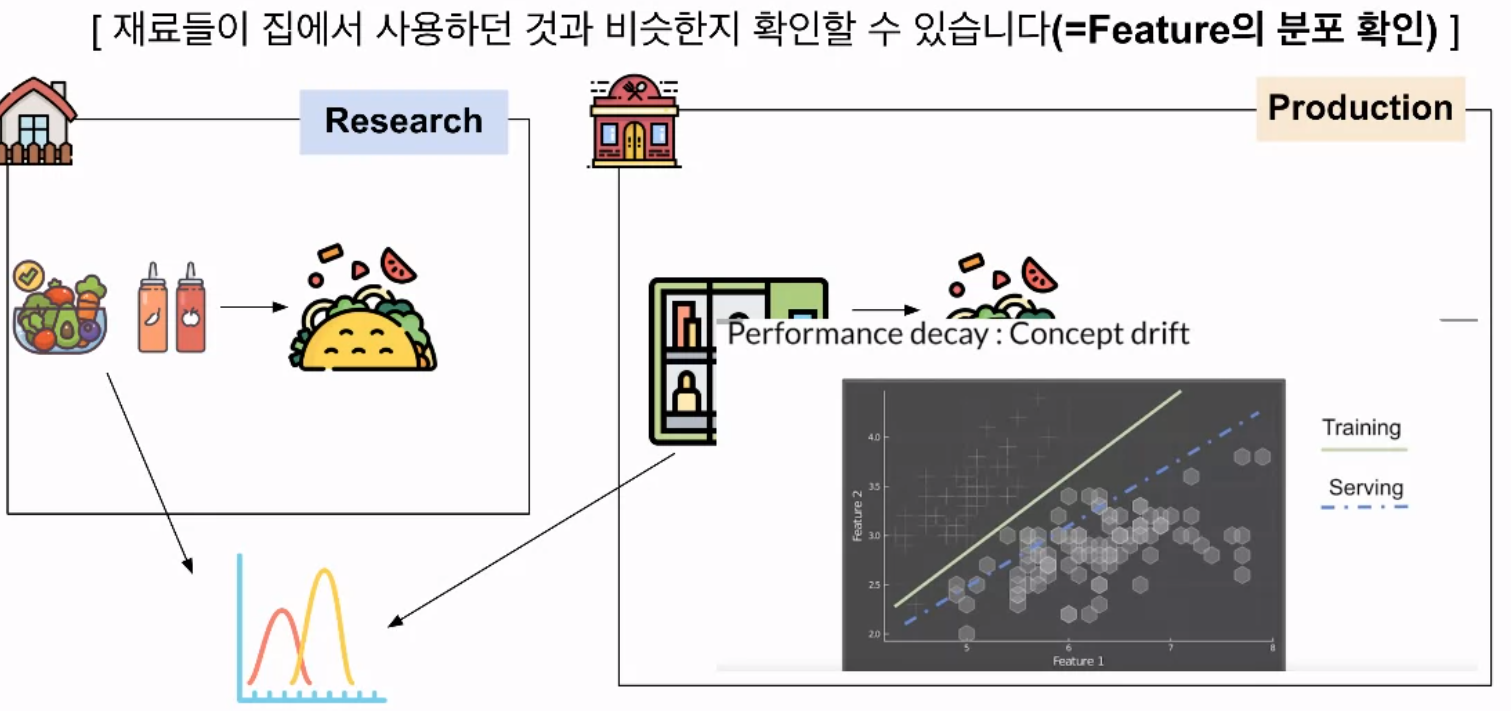 [ 재료들이 집에서 사용하던 것과 비슷한지 확인할 수 있습니다(=Feature의 분포 확인) ]
Research
Production
Performance decay : Concept drift
Training
Serving
4.0
3.5
3.0
2.5
2.0
Feature 2
5
6
7
8
Feature 1